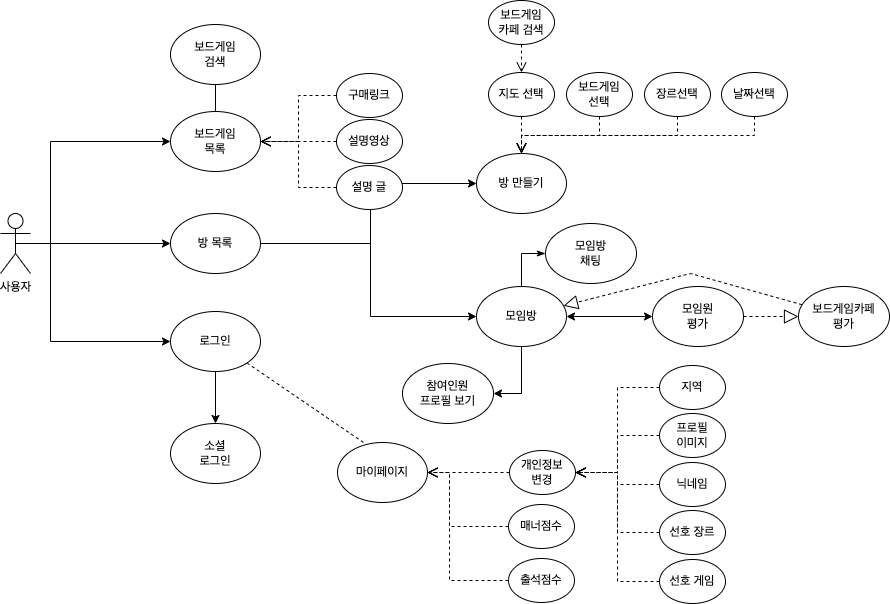 보드게임
카페 검색
보드게임
검색
지도 선택
보드게임
선택
장르선택
날짜선택
구매링크
보드게임
목록
설명영상
설명 글
방 만들기
사용자
방 목록
모임방
채팅
모임방
모임원
평가
보드게임카페
평가
로그인
참여인원
프로필 보기
지역
프로필
이미지
소셜
로그인
마이페이지
개인정보
변경
닉네임
매너점수
선호 장르
출석점수
선호 게임